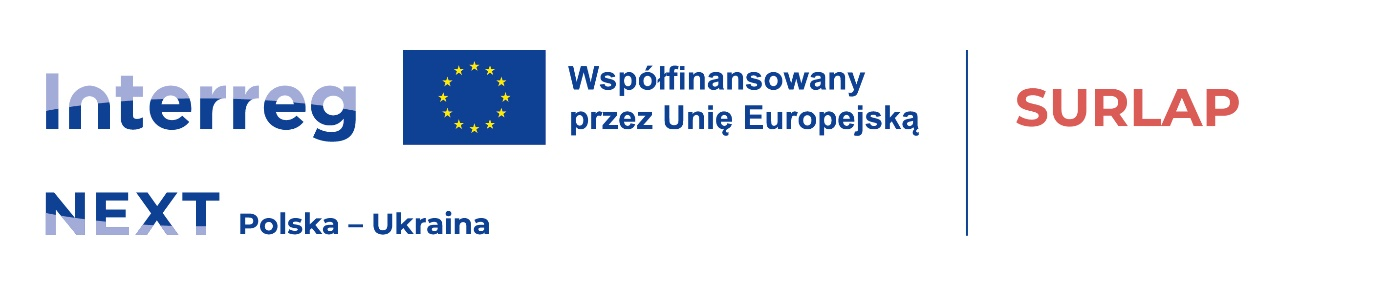 Interreg
Współfinansowany
przez Unię Europejską
NEXT Polska – Ukraina
SURLAP